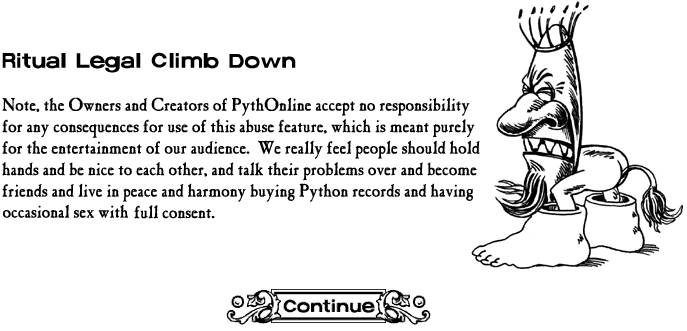 Ritual Legal Climb Down
Note, the Owners and Creators of PythOnline accept no responsibility
for any consequences for use of this abuse feature, which is meant purely
for the entertainment of our audience.  We really feel people should hold
hands and be nice to each other, and talk their problems over and become
friends and live in peace and harmony buying Python records and having
occasional sex with full consent.
Continue